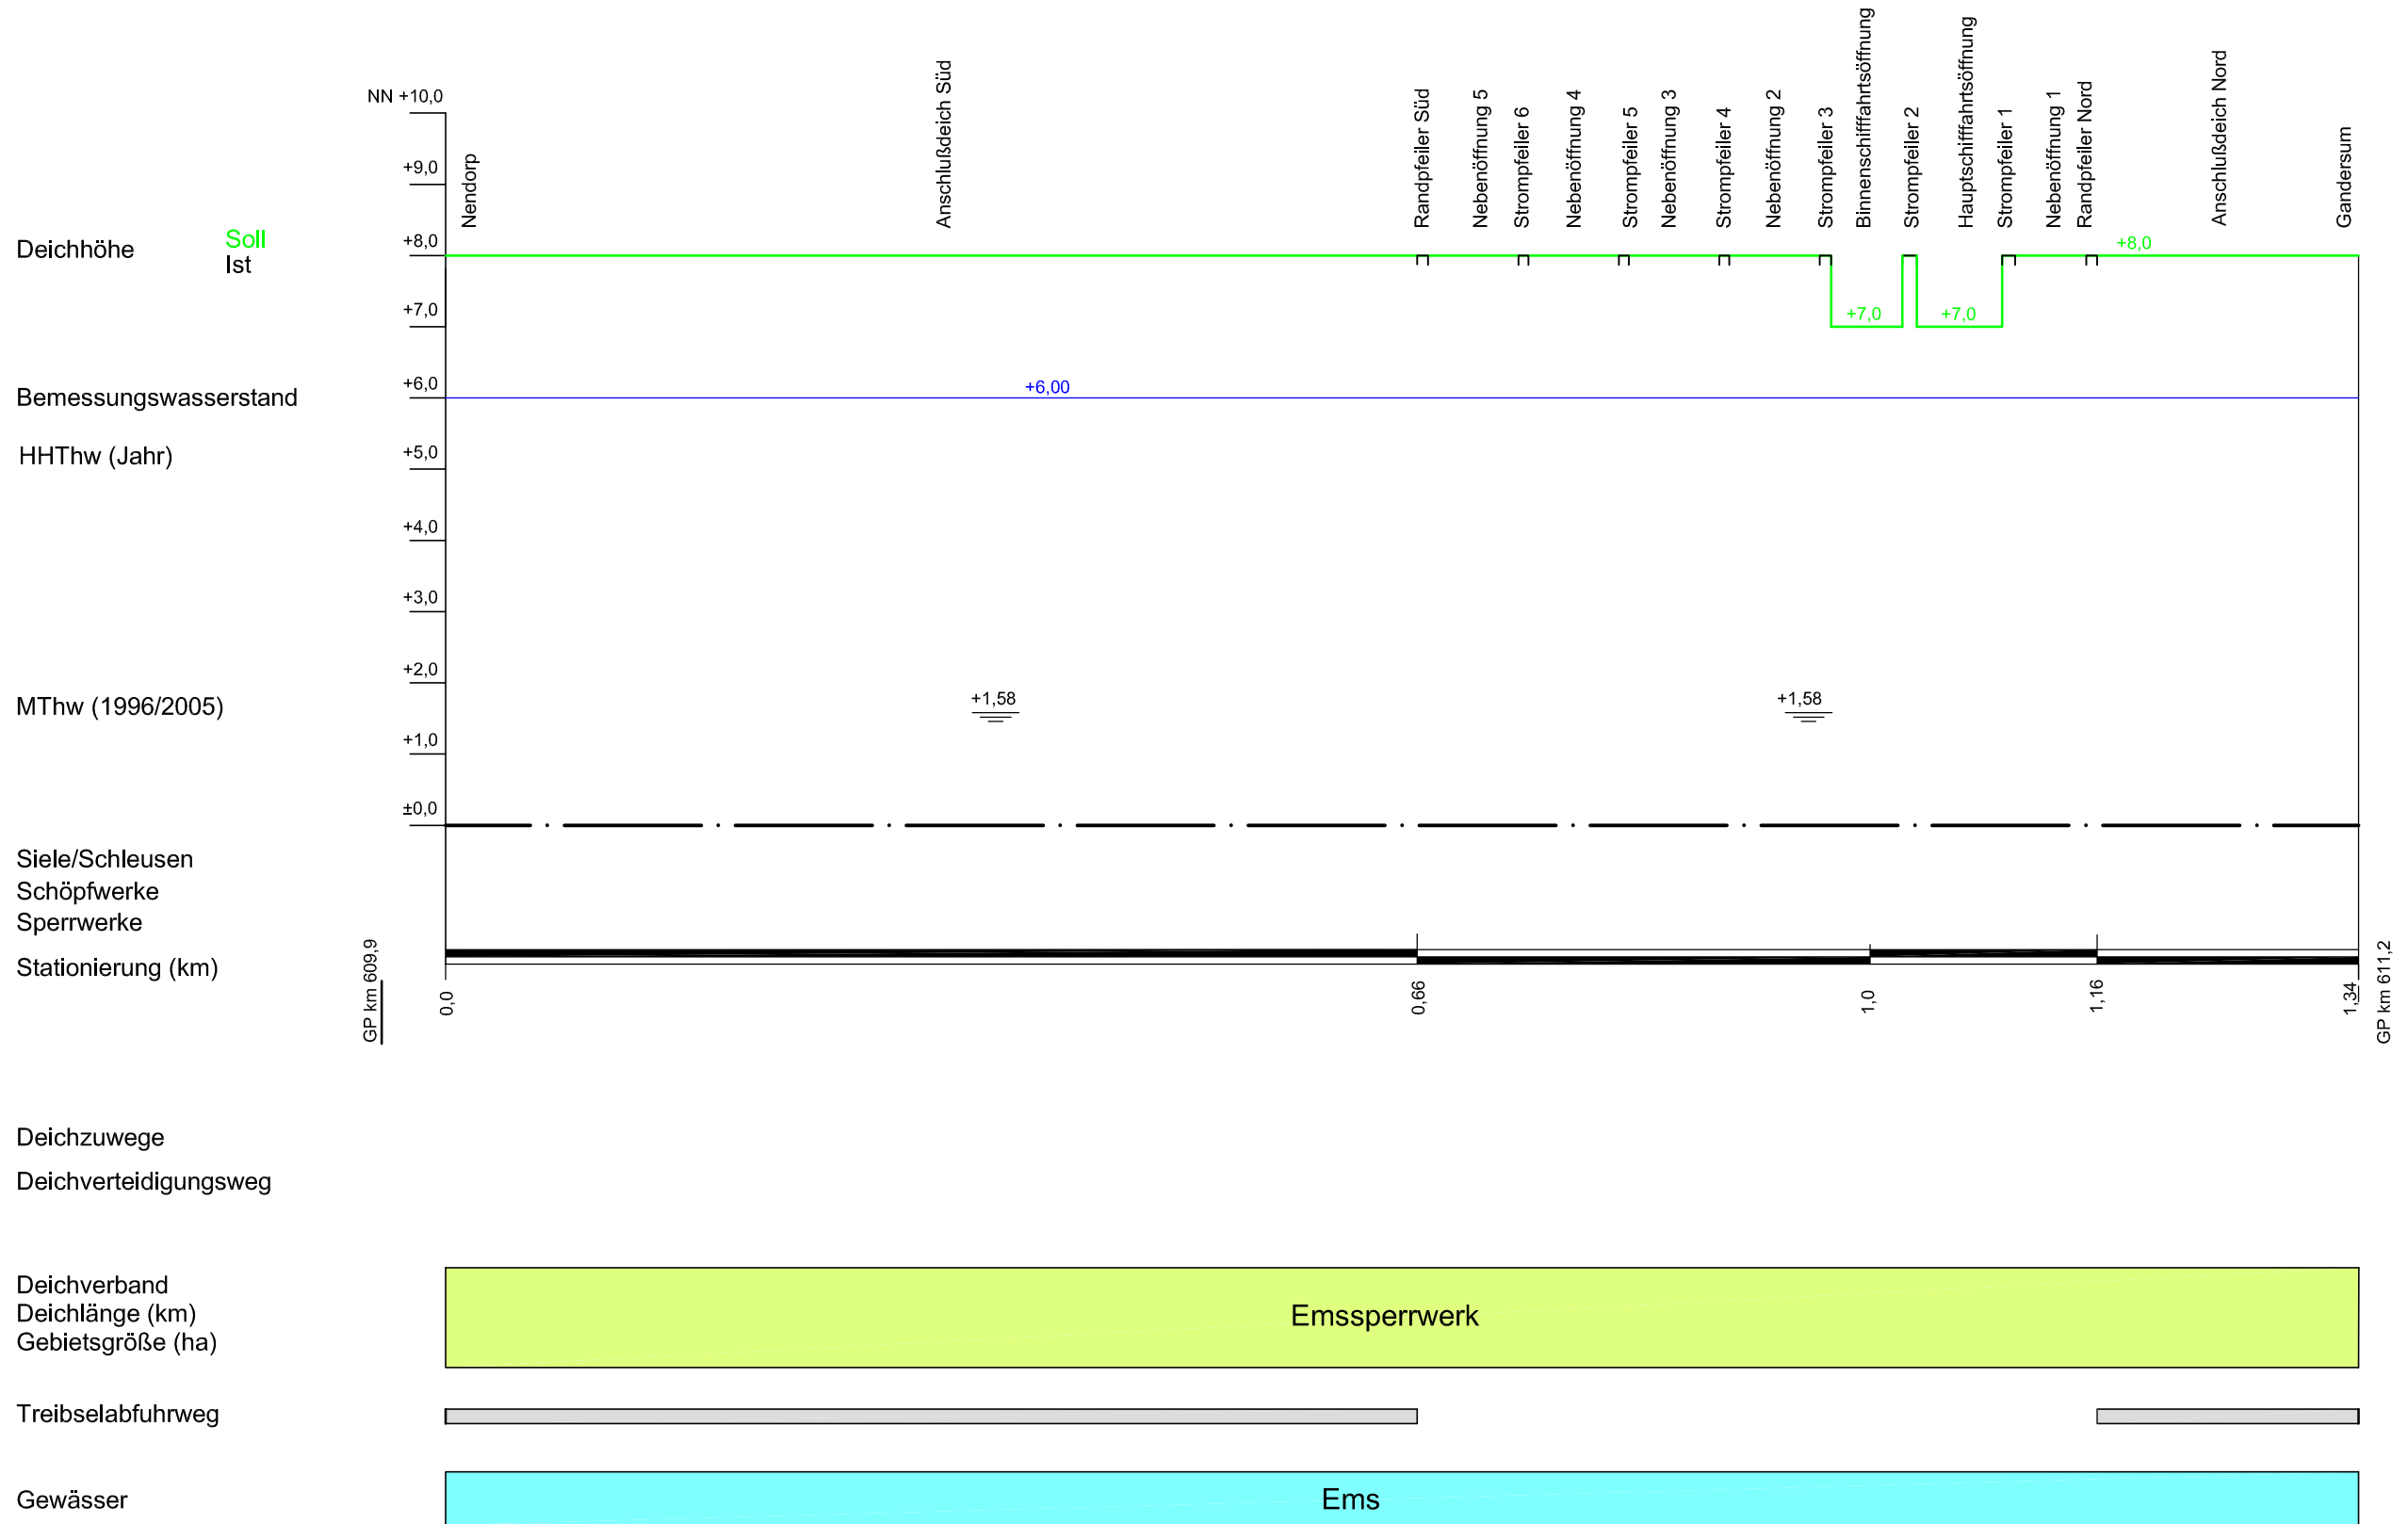 Nendorp
Anschlußdeich Süd
Randpfeiler Süd
Nebenöffnung 5
Strompfeiler 6
Nebenöffnung 4
Strompfeiler 5
Nebenöffnung 3
Strompfeiler 4
Nebenöffnung 2
Strompfeiler 3
Binnenschifffahrtsöffnung
Strompfeiler 2
Hauptschifffahrtsöffnung
Strompfeiler 1
Nebenöffnung 1
Randpfeiler Nord
Anschlußdeich Nord
Gandersum
NN +10,0
+9,0
+8,0
Deichhöhe
Soll
Ist
+8,0
+7,0
+7,0
+7,0
+6,0
Bemessungswasserstand
+6,00
HHThw (Jahr)
+5,0
+4,0
+3,0
+2,0
MThw (1996/2005)
+1,58
+1,58
+1,0
±0,0
Siele/Schleusen
Schöpfwerke
Sperrwerke
Stationierung (km)
GP km 609,9
0,0
0,66
1,0
1,16
1,34
GP km 611,2
Deichzuwege
Deichverteidigungsweg
Deichverband
Deichlänge (km)
Gebietsgröße (ha)
Emssperrwerk
Treibselabfuhrweg
Gewässer
Ems